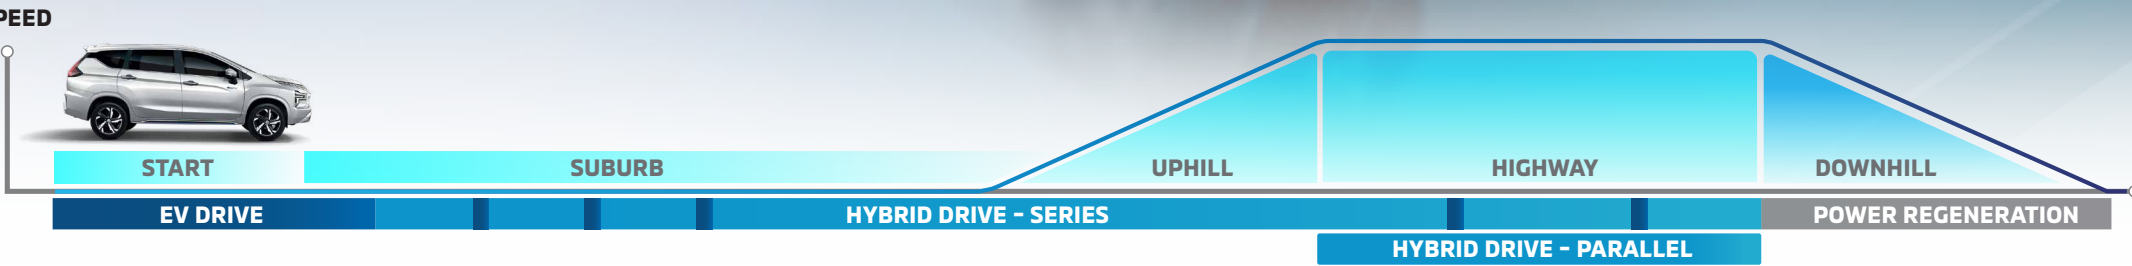 PEED
START
SUBURB
UPHILL
HIGHWAY
DOWNHILL
EV DRIVE
HYBRID DRIVE – SERIES
POWER REGENERATION
HYBRID DRIVE – PARALLEL